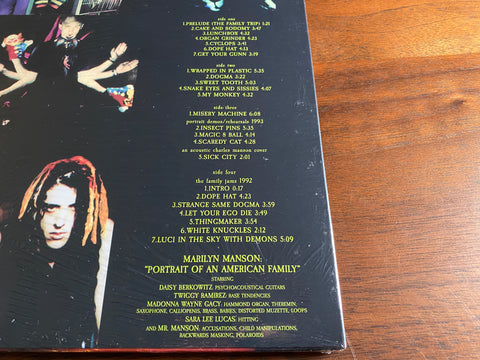 side one
1.PRELUDE (THE FAMILY TRIP) 1:21
2.CAKE AND SODOMY 3:47
3.LUNCHBOX 4:32
4.ORGAN GRINDER 4:23
5.CYCLOPS 3:41
6.DOPE HAT 4:13
7.GET YOUR GUNN 3:19
side two
1.WRAPPED IN PLASTIC 5:35
2.DOGMA 3:22
3.SWEET TOOTH 5:03
4.SNAKE EYES AND SISSIES 4:07
5.MY MONKEY 4:32
side three
1.MISERY MACHINE 6:08
portrait demos/rehearsals 1993
2.INSECT PINS 5:35
3.MAGIC 8 BALL 4:14
4.SCAREDY CAT 4:28
an acoustic charles manson cover
5.SICK CITY 2:01
side four
the family jams 1992
1.INTRO 0:17
2.DOPE HAT 4:23
3.STRANGE SAME DOGMA 3:59
4.LET YOUR EGO DIE 3:49
5.THINGMAKER 3:54
6.WHITE KNUCKLES 2:12
7.LUCI IN THE SKY WITH DEMONS 5:09
MARILYN MANSON:
"PORTRAIT OF AN AMERICAN FAMILY"
STARRING
DAISY BERKOWITZ: PSYCHOACOUSTICAL GUITARS
TWIGGY RAMIREZ: BASE TENDENCIES
MADONNA WAYNE GACY: HAMMOND ORGAN, THEREMIN,
SAXOPHONE, CALLIOPENIS, BRASS, BABIES, DISTORTED MUZETTE, LOOPS
SARA LEE LUCAS: HITTING
AND MR. MANSON: ACCUSATIONS, CHILD MANIPULATIONS,
BACKWARDS MASKING, POLAROIDS